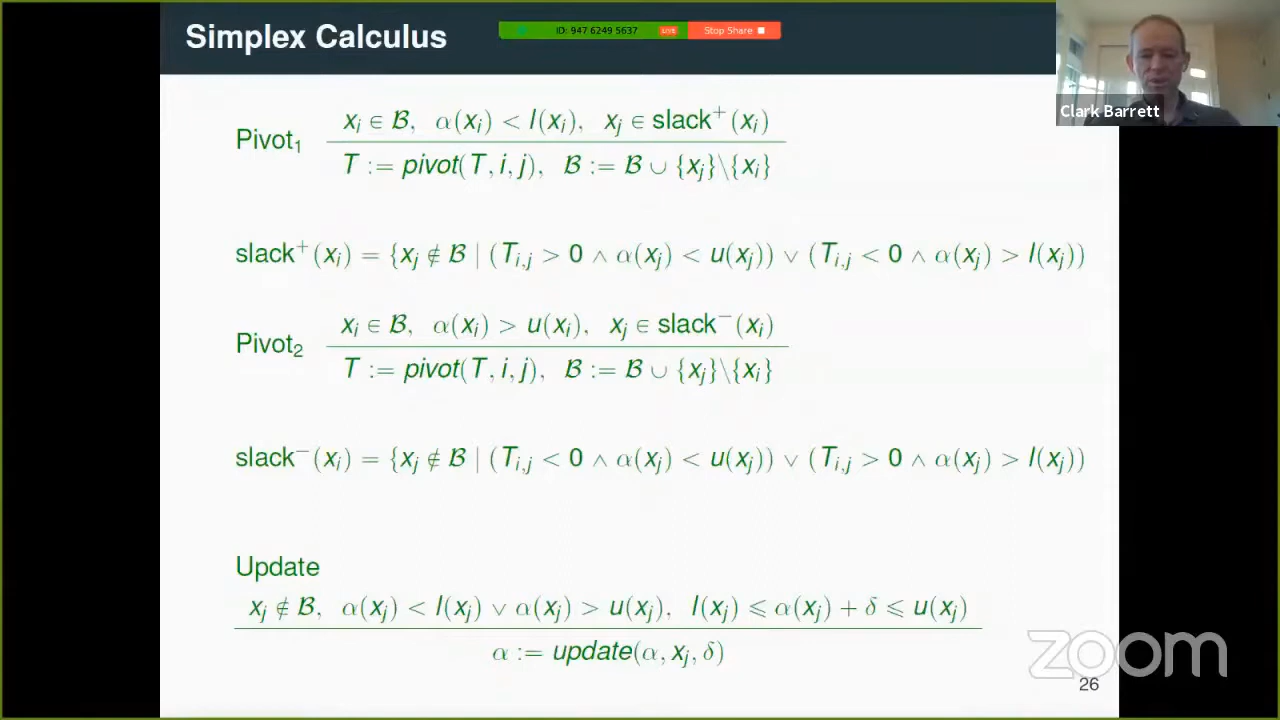 Simplex Calculus
ID: 947 6249 5637 LIVE Stop Share
Clark Barrett
Pivot₁ xᵢ ∈ ℬ, α(xᵢ) < l(xᵢ), xⱼ ∈ slack⁺(xᵢ)
T := pivot(T, i, j), ℬ := ℬ ∪ {xⱼ}\{xᵢ}
slack⁺(xᵢ) = {xⱼ ∉ ℬ | (Tᵢ,ⱼ > 0 ∧ α(xⱼ) < u(xⱼ)) ∨ (Tᵢ,ⱼ < 0 ∧ α(xⱼ) > l(xⱼ))
Pivot₂ xᵢ ∈ ℬ, α(xᵢ) > u(xᵢ), xⱼ ∈ slack⁻(xᵢ)
T := pivot(T, i, j), ℬ := ℬ ∪ {xⱼ}\{xᵢ}
slack⁻(xᵢ) = {xⱼ ∉ ℬ | (Tᵢ,ⱼ < 0 ∧ α(xⱼ) < u(xⱼ)) ∨ (Tᵢ,ⱼ > 0 ∧ α(xⱼ) > l(xⱼ))
Update
xⱼ ∉ ℬ, α(xⱼ) < l(xⱼ) ∨ α(xⱼ) > u(xⱼ), l(xⱼ) ⩽ α(xⱼ) + δ ⩽ u(xⱼ)
α := update(α, xⱼ, δ)
zoom
26